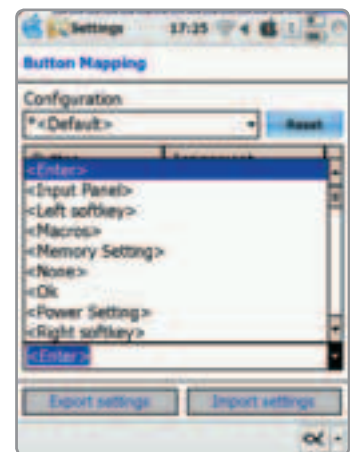 Settings 17:25
Button Mapping
Configuration
*<Default>
Reset
<Enter>
<Input Panel>
<Left softkey>
<Macros>
<Memory Setting>
<None>
<Ok
<Power Setting>
<Right softkey>
<Enter>
Export settings Import settings
ok